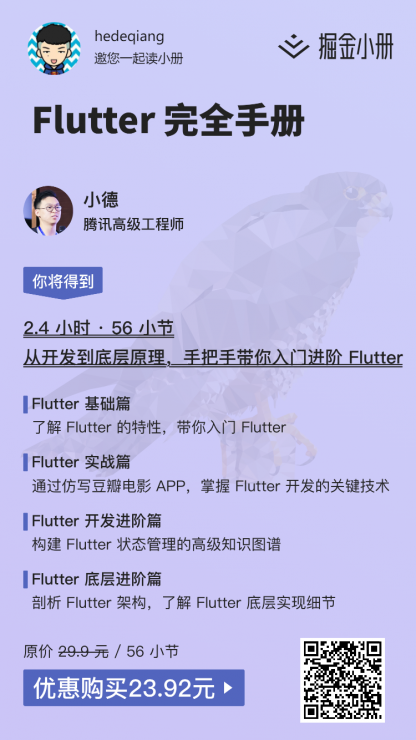 hedeqiang
邀您一起读小册
掘金小册
Flutter 完全手册
小德
腾讯高级工程师
你将得到
2.4 小时 · 56 小节
从开发到底层原理，手把手带你入门进阶 Flutter
Flutter 基础篇
了解 Flutter 的特性，带你入门 Flutter
Flutter 实战篇
通过仿写豆瓣电影 APP，掌握 Flutter 开发的关键技术
Flutter 开发进阶篇
构建 Flutter 状态管理的高级知识图谱
Flutter 底层进阶篇
剖析 Flutter 架构，了解 Flutter 底层实现细节
原价 29.9 元 / 56 小节
优惠购买23.92元